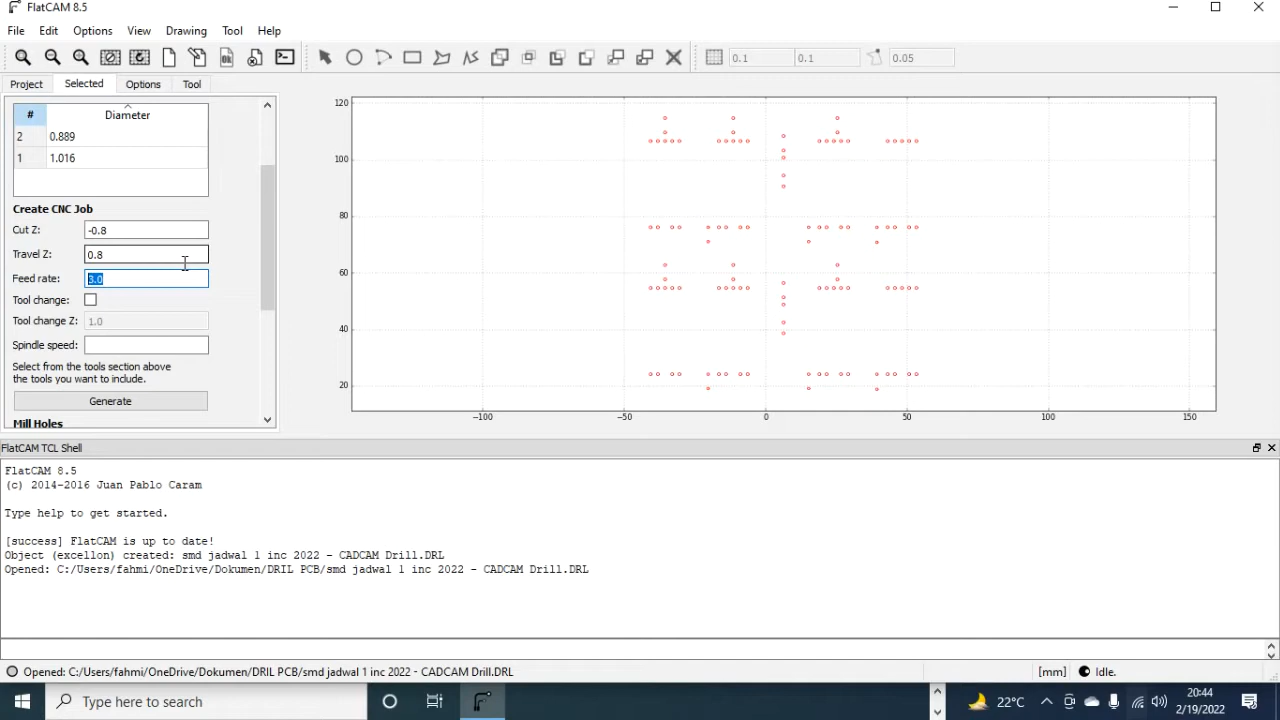 FlatCAM 8.5
File Edit Options View Drawing Tool Help
0.1 0.1 0.05
Project Selected Options Tool
# Diameter
2 0.889
1 1.016
Create CNC Job
Cut Z: -0.8
Travel Z: 0.8
Feed rate: 3.0
Tool change:
Tool change Z: 1.0
Spindle speed:
Select from the tools section above
the tools you want to include.
Generate
Mill Holes
120
100
80
60
40
20
−100 −50 0 50 100 150
FlatCAM TCL Shell
FlatCAM 8.5
(c) 2014-2016 Juan Pablo Caram
Type help to get started.
[success] FlatCAM is up to date!
Object (excellon) created: smd jadwal 1 inc 2022 - CADCAM Drill.DRL
Opened: C:/Users/fahmi/OneDrive/Dokumen/DRIL PCB/smd jadwal 1 inc 2022 - CADCAM Drill.DRL
Opened: C:/Users/fahmi/OneDrive/Dokumen/DRIL PCB/smd jadwal 1 inc 2022 - CADCAM Drill.DRL
[mm] Idle.
Type here to search
22°C
20:44
2/19/2022